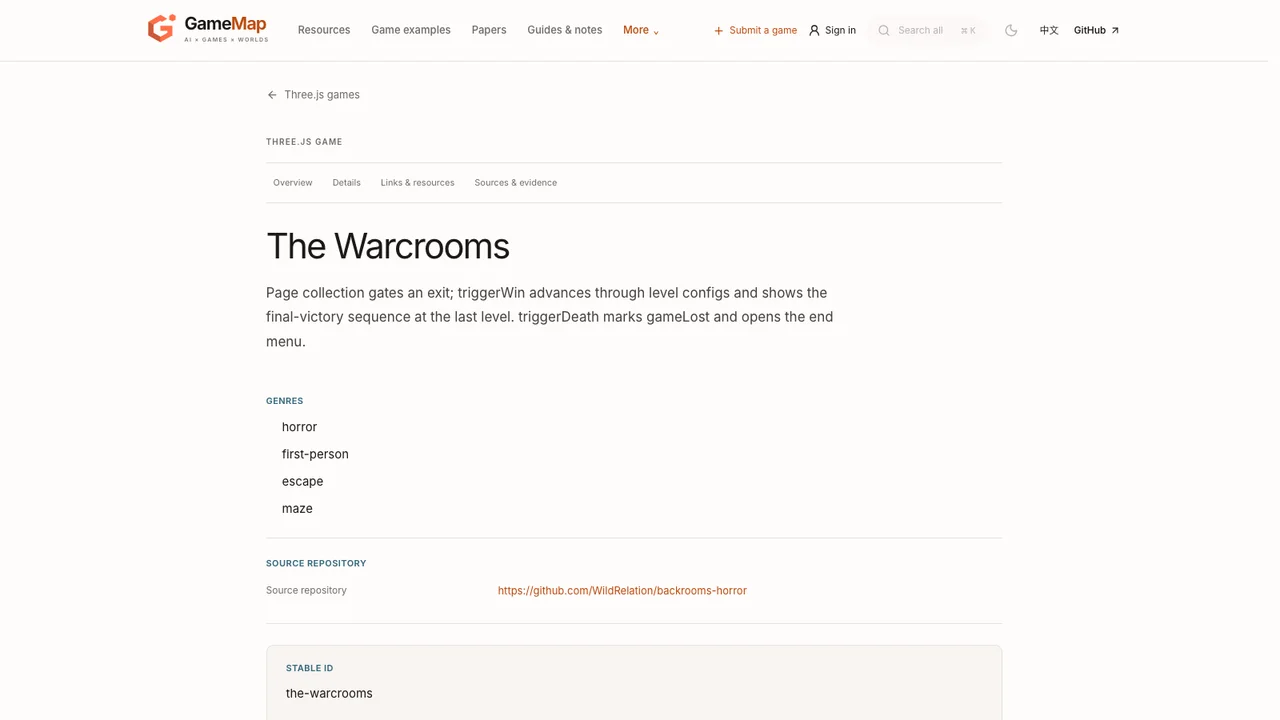 GameMap
AI × GAMES × WORLDS
Resources
Game examples
Papers
Guides & notes
More
Submit a game
Sign in
Search all
⌘ K
中文
GitHub ↗
← Three.js games
THREE.JS GAME
Overview
Details
Links & resources
Sources & evidence
The Warcrooms
Page collection gates an exit; triggerWin advances through level configs and shows the
final-victory sequence at the last level. triggerDeath marks gameLost and opens the end
menu.
GENRES
horror
first-person
escape
maze
SOURCE REPOSITORY
Source repository
https://github.com/WildRelation/backrooms-horror
STABLE ID
the-warcrooms